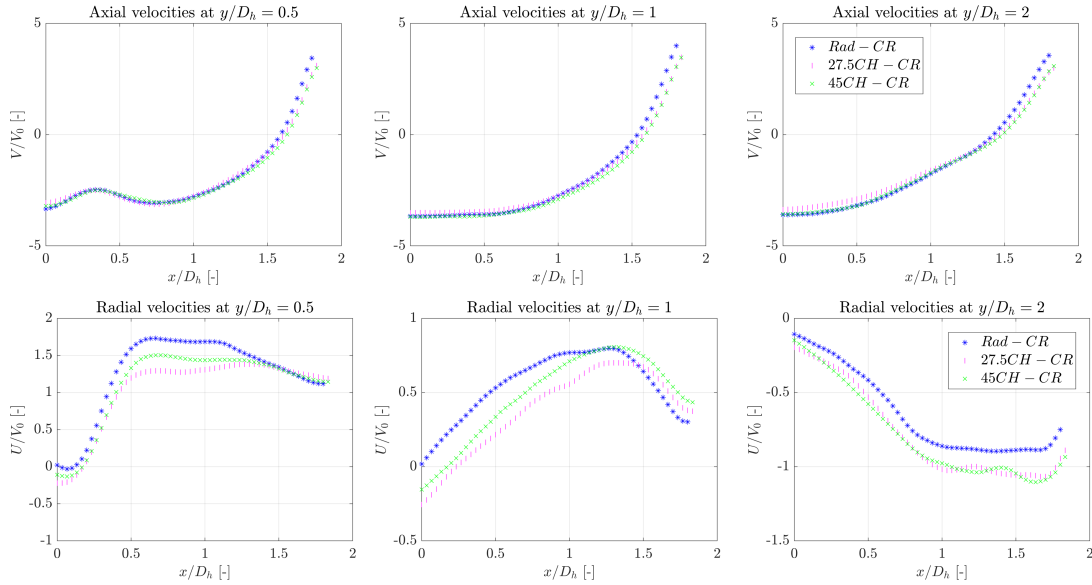 Axial velocities at y/D_h = 0.5
5
0
-5
V/V_0 [-]
0 0.5 1 1.5 2
x/D_h [-]
Axial velocities at y/D_h = 1
5
0
-5
V/V_0 [-]
0 0.5 1 1.5 2
x/D_h [-]
Axial velocities at y/D_h = 2
5
0
-5
V/V_0 [-]
Rad − CR
27.5CH − CR
45CH − CR
0 0.5 1 1.5 2
x/D_h [-]
Radial velocities at y/D_h = 0.5
2
1.5
1
0.5
0
-0.5
-1
U/V_0 [-]
0 0.5 1 1.5 2
x/D_h [-]
Radial velocities at y/D_h = 1
1
0.5
0
-0.5
U/V_0 [-]
0 0.5 1 1.5 2
x/D_h [-]
Radial velocities at y/D_h = 2
0
-0.5
-1
-1.5
U/V_0 [-]
Rad − CR
27.5CH − CR
45CH − CR
0 0.5 1 1.5 2
x/D_h [-]